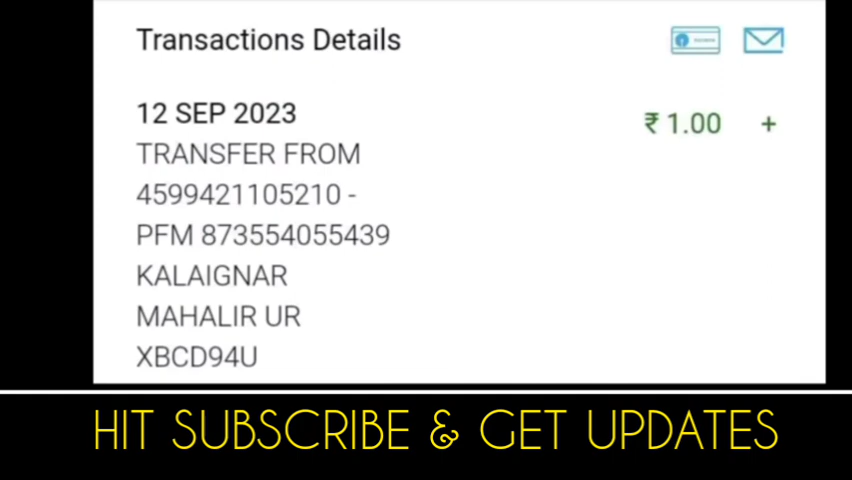 Transactions Details
12 SEP 2023
₹ 1.00 +
TRANSFER FROM
4599421105210 -
PFM 873554055439
KALAIGNAR
MAHALIR UR
XBCD94U
HIT SUBSCRIBE & GET UPDATES